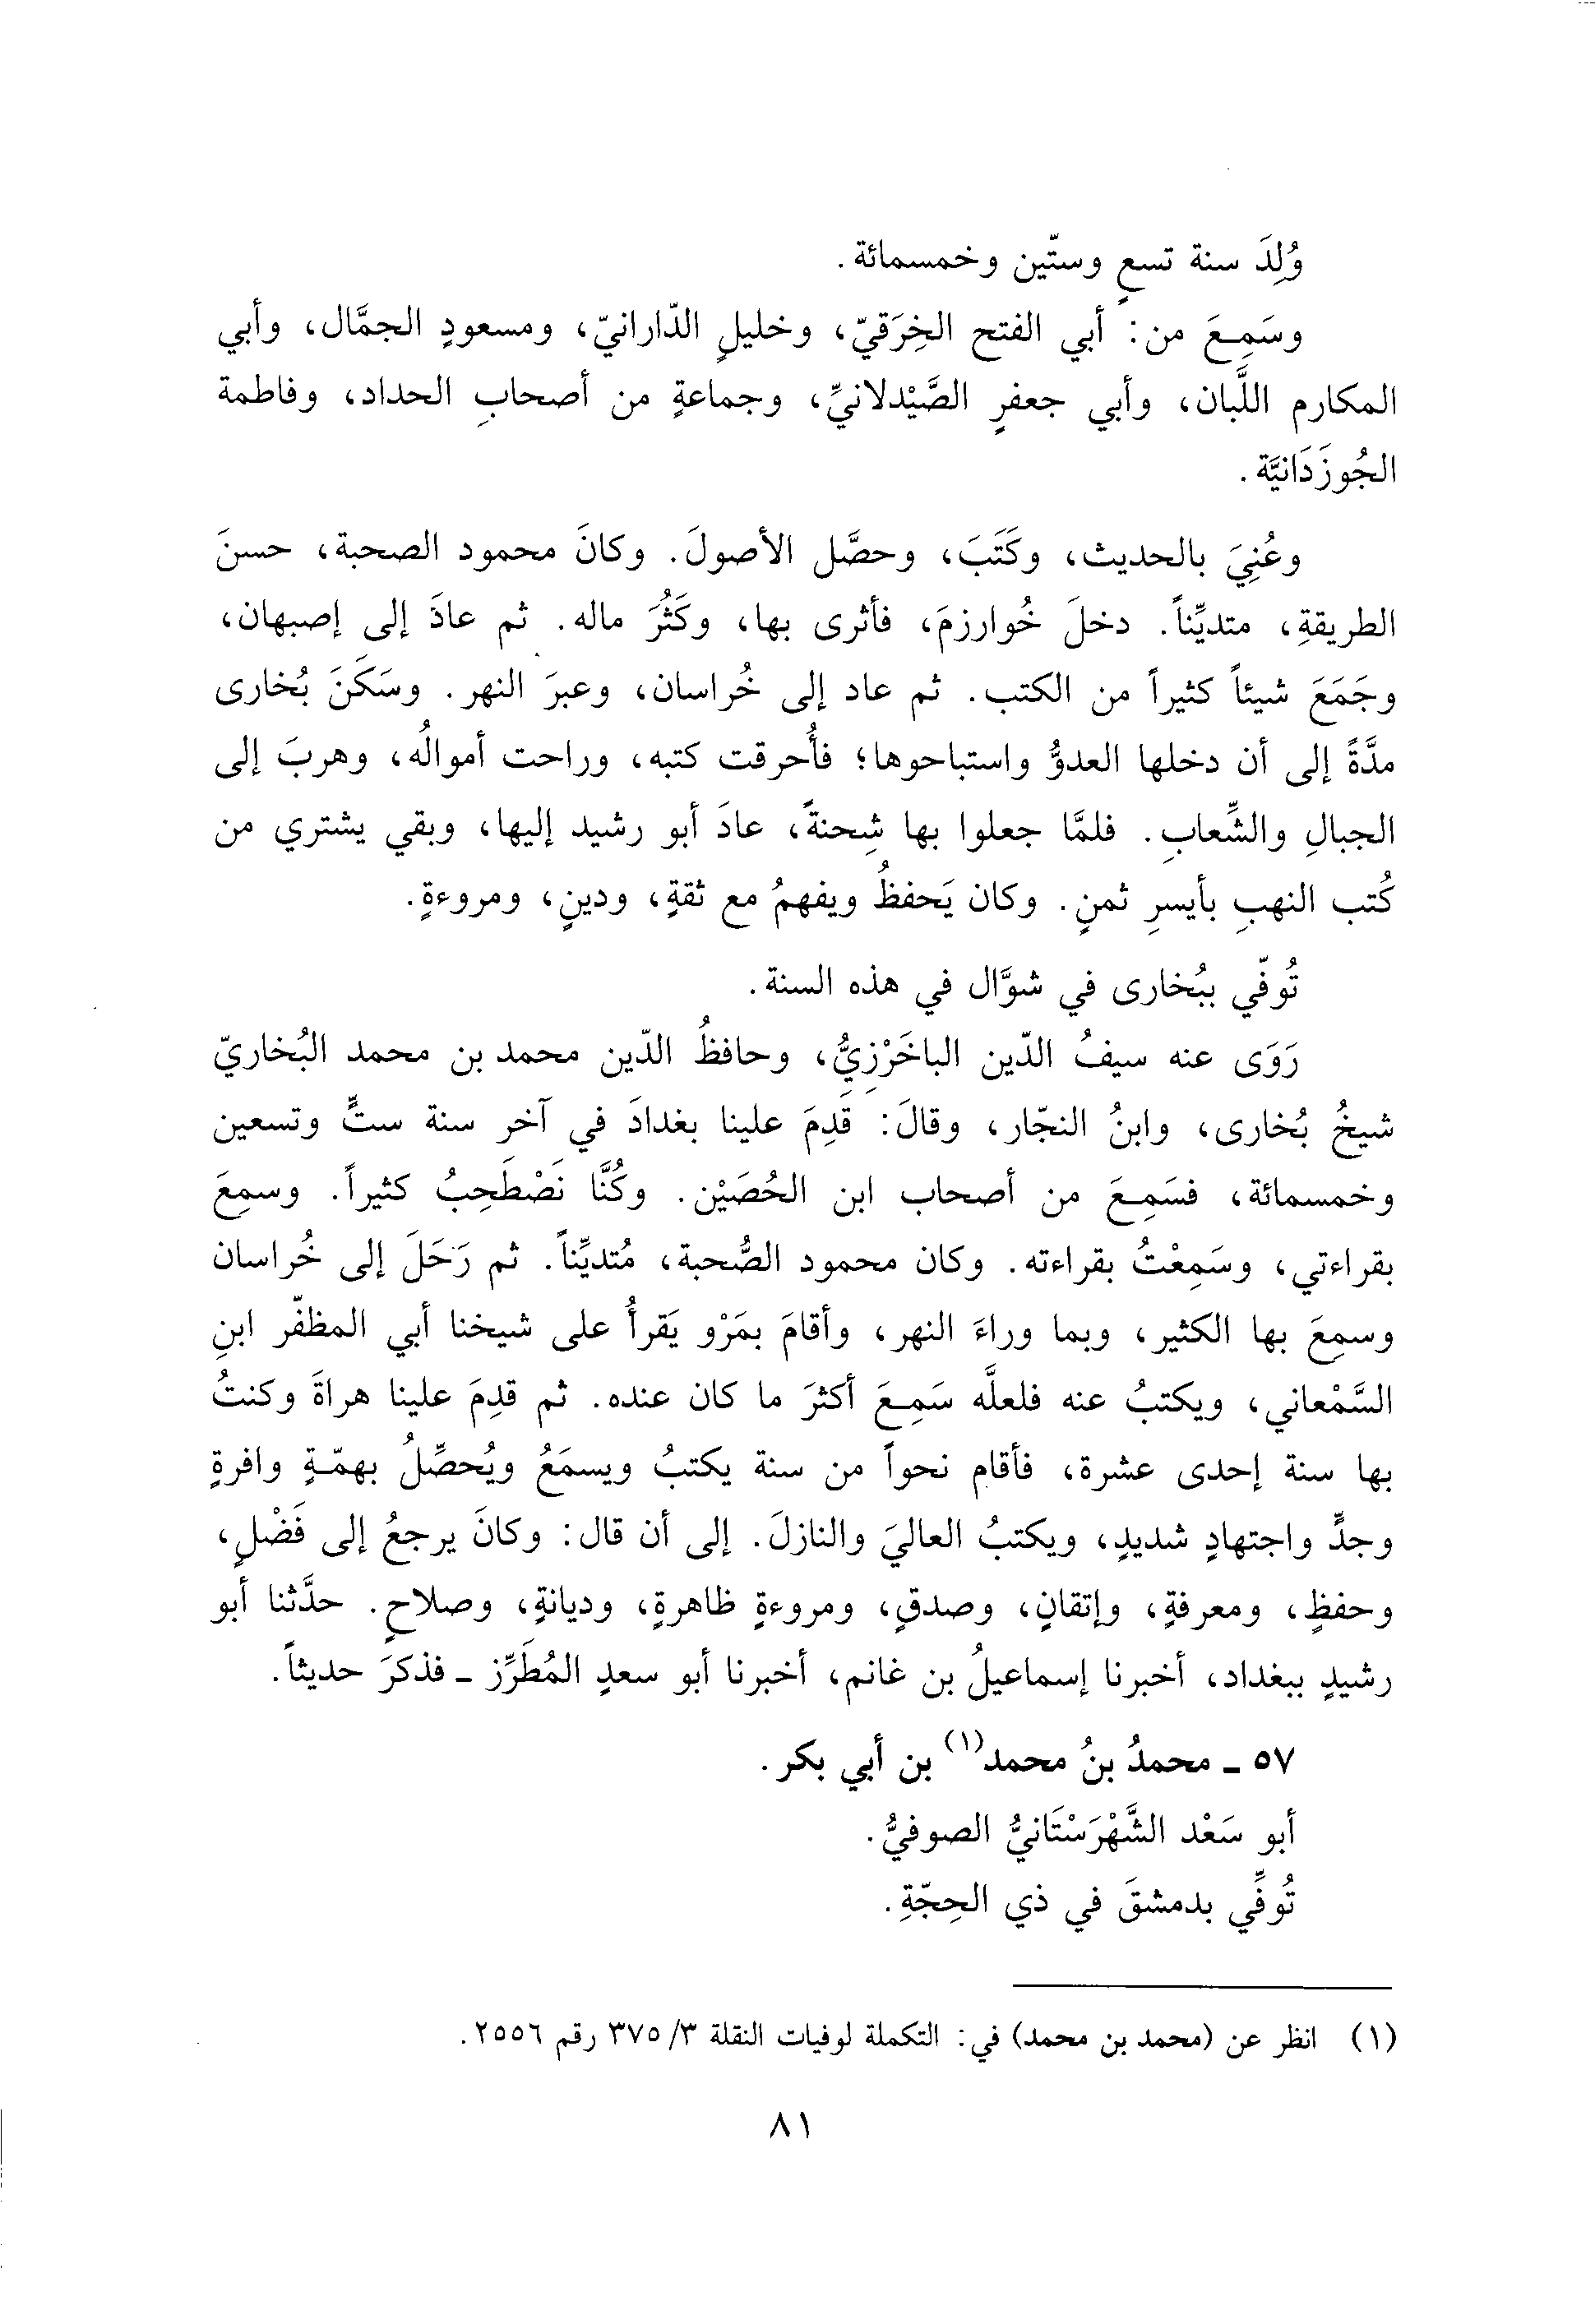 وُلِدَ سنة تسعٍ وستّين وخمسمائة.
وسَمِعَ من: أبي الفتح الخِرَقيّ، وخليلٍ الدّارانيّ، ومسعودٍ الجمَّال، وأبي
المكارم اللَّبان، وأبي جعفرٍ الصَّيْدلانيِّ، وجماعةٍ من أصحابِ الحداد، وفاطمة
الجُوزَدَانيَّة.
وعُنِيَ بالحديث، وكَتَبَ، وحصَّل الأصولَ. وكانَ محمود الصحبة، حسنَ
الطريقةِ، متديِّناً. دخلَ خُوارزمَ، فأثرى بها، وكَثُرَ ماله. ثم عادَ إلى إصبهان،
وجَمَعَ شيئاً كثيراً من الكتب. ثم عاد إلى خُراسان، وعبرَ النهر. وسَكَنَ بُخارى
مدَّةً إلى أن دخلها العدوُّ واستباحوها؛ فأُحرقت كتبه، وراحت أموالُه، وهربَ إلى
الجبالِ والشِّعابِ. فلمَّا جعلوا بها شِحنةً، عادَ أبو رشيد إليها، وبقي يشتري من
كُتب النهبِ بأيسرِ ثمنٍ. وكان يَحفظُ ويفهمُ مع ثقةٍ، ودينٍ، ومروءةٍ.
تُوفّي ببُخارى في شوَّال في هذه السنة.
رَوَى عنه سيفُ الدّين الباخَرْزِيُّ، وحافظُ الدّين محمد بن محمد البُخاريّ
شيخُ بُخارى، وابنُ النجّار، وقالَ: قَدِمَ علينا بغدادَ في آخر سنة ستٍّ وتسعين
وخمسمائة، فسَمِعَ من أصحاب ابن الحُصَيْن. وكُنَّا نَصْطَحِبُ كثيراً. وسمِعَ
بقراءتي، وسَمِعْتُ بقراءته. وكان محمود الصُّحبة، مُتديِّناً. ثم رَحَلَ إلى خُراسان
وسمِعَ بها الكثير، وبما وراءَ النهر، وأقامَ بمَرْو يَقرأُ على شيخنا أبي المظفّر ابنِ
السَّمْعاني، ويكتبُ عنه فلعلَّه سَمِعَ أكثرَ ما كان عنده. ثم قدِمَ علينا هراةَ وكنتُ
بها سنة إحدى عشرة، فأقام نحواً من سنة يكتبُ ويسمَعُ ويُحصِّلُ بهمّةٍ وافرةٍ
وجدٍّ واجتهادٍ شديدٍ، ويكتبُ العاليَ والنازلَ. إلى أن قال: وكانَ يرجعُ إلى فَضْلٍ،
وحفظٍ، ومعرفةٍ، وإتقانٍ، وصدقٍ، ومروءةٍ ظاهرةٍ، وديانةٍ، وصلاحٍ. حدَّثنا أبو
رشيدٍ ببغداد، أخبرنا إسماعيلُ بن غانم، أخبرنا أبو سعدٍ المُطَرِّز ـ فذكرَ حديثاً.
٥٧ ـ محمدُ بنُ محمد(١) بن أبي بكر.
أبو سَعْد الشَّهْرَسْتَانيُّ الصوفيُّ.
تُوفِّي بدمشقَ في ذي الحِجّةِ.
(١) انظر عن (محمد بن محمد) في: التكملة لوفيات النقلة ٣/ ٣٧٥ رقم ٢٥٥٦.
٨١